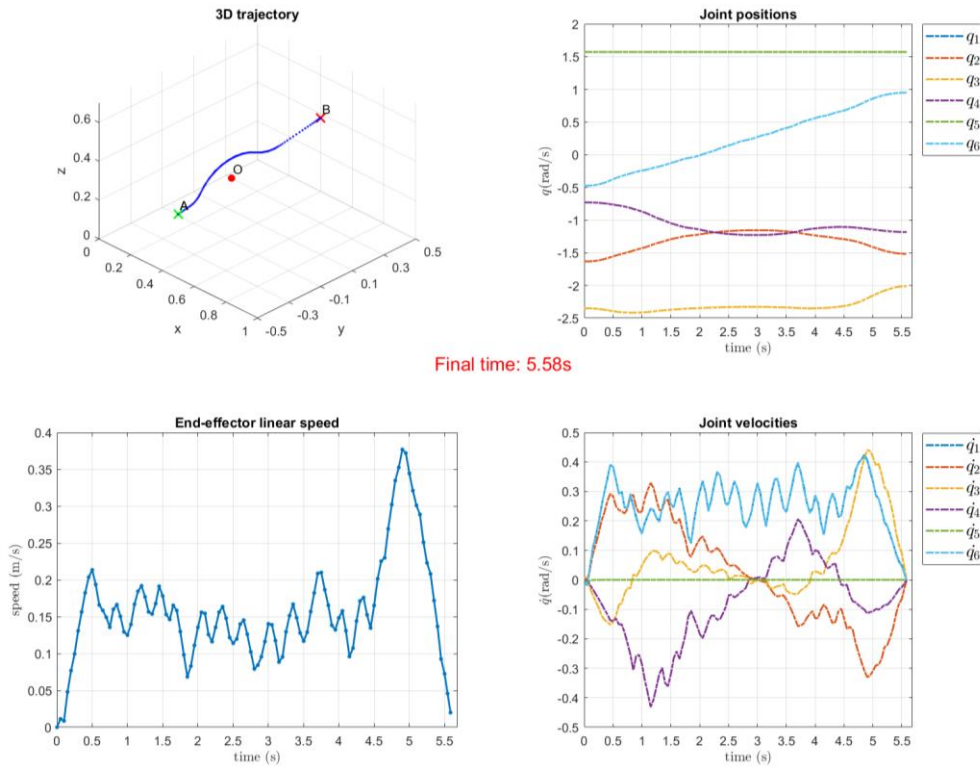 3D trajectory
0.6
0.4
0.2
0
z
A
O
B
0
0.2
0.4
0.6
0.8
1
x
-0.5
-0.3
-0.1
0.1
0.3
0.5
y
Joint positions
2
1.5
1
0.5
0
-0.5
-1
-1.5
-2
-2.5
q(rad/s)
0 0.5 1 1.5 2 2.5 3 3.5 4 4.5 5 5.5
time (s)
q₁
q₂
q₃
q₄
q₅
q₆
Final time: 5.58s
End-effector linear speed
0.4
0.35
0.3
0.25
0.2
0.15
0.1
0.05
0
speed (m/s)
0 0.5 1 1.5 2 2.5 3 3.5 4 4.5 5 5.5
time (s)
Joint velocities
0.5
0.4
0.3
0.2
0.1
0
-0.1
-0.2
-0.3
-0.4
-0.5
q̇(rad/s)
0 0.5 1 1.5 2 2.5 3 3.5 4 4.5 5 5.5
time (s)
q̇₁
q̇₂
q̇₃
q̇₄
q̇₅
q̇₆